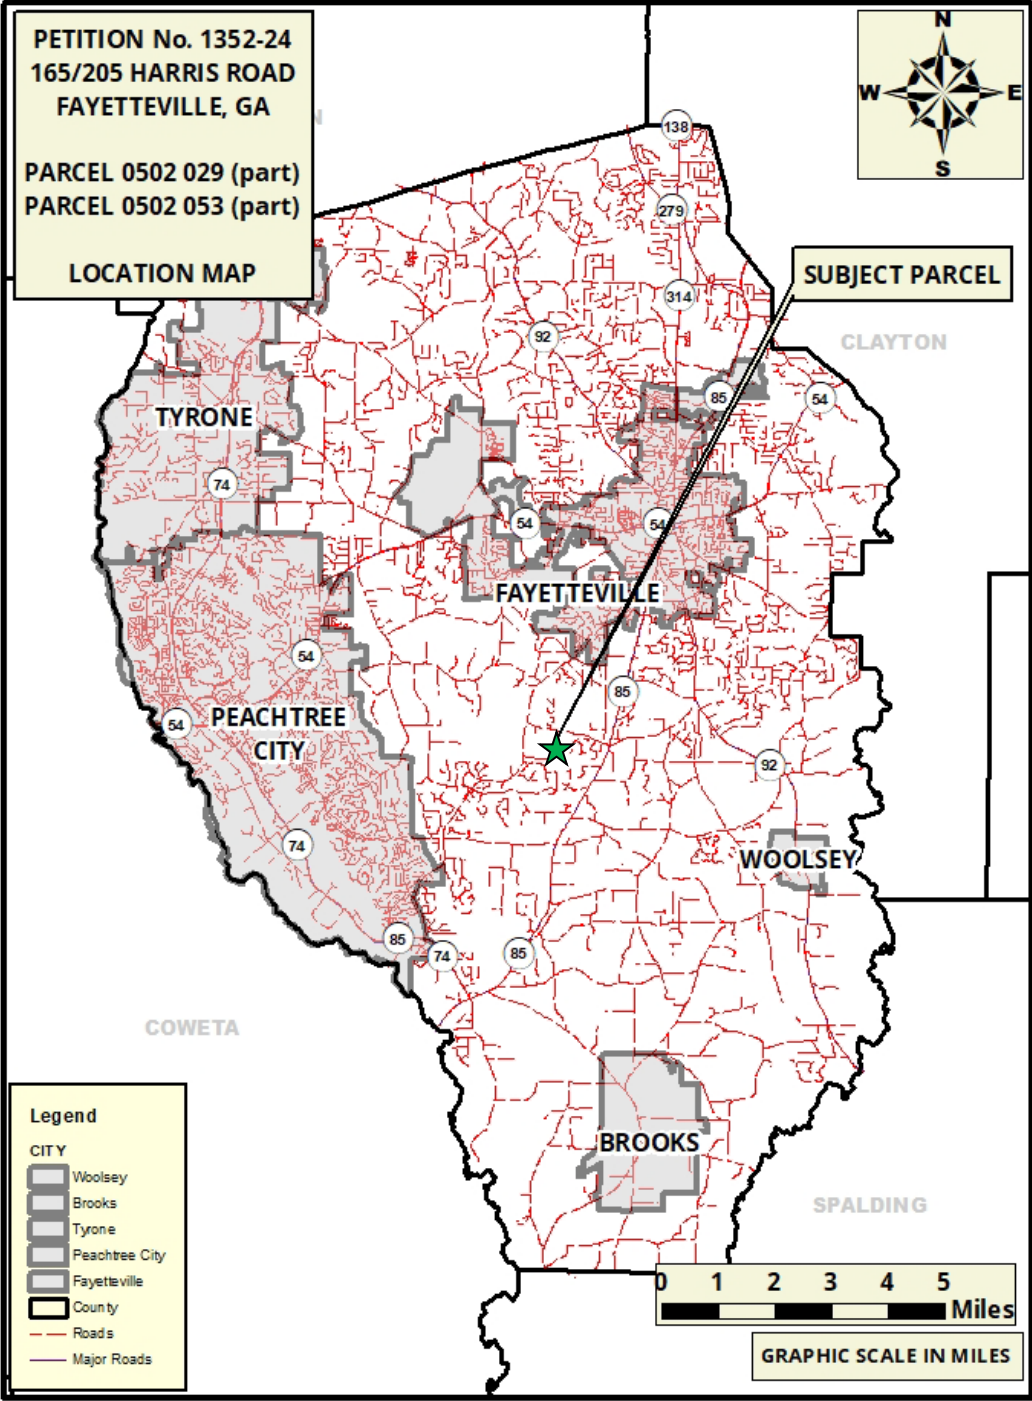 PETITION No. 1352-24
165/205 HARRIS ROAD
FAYETTEVILLE, GA
PARCEL 0502 029 (part)
PARCEL 0502 053 (part)
LOCATION MAP
N
W
E
S
138
279
SUBJECT PARCEL
314
92
CLAYTON
85
54
TYRONE
74
54
54
FAYETTEVILLE
54
85
54
PEACHTREE
CITY
92
74
WOOLSEY
85
74
85
COWETA
BROOKS
SPALDING
Legend
CITY
Woolsey
Brooks
Tyrone
Peachtree City
Fayetteville
County
Roads
Major Roads
0 1 2 3 4 5
Miles
GRAPHIC SCALE IN MILES